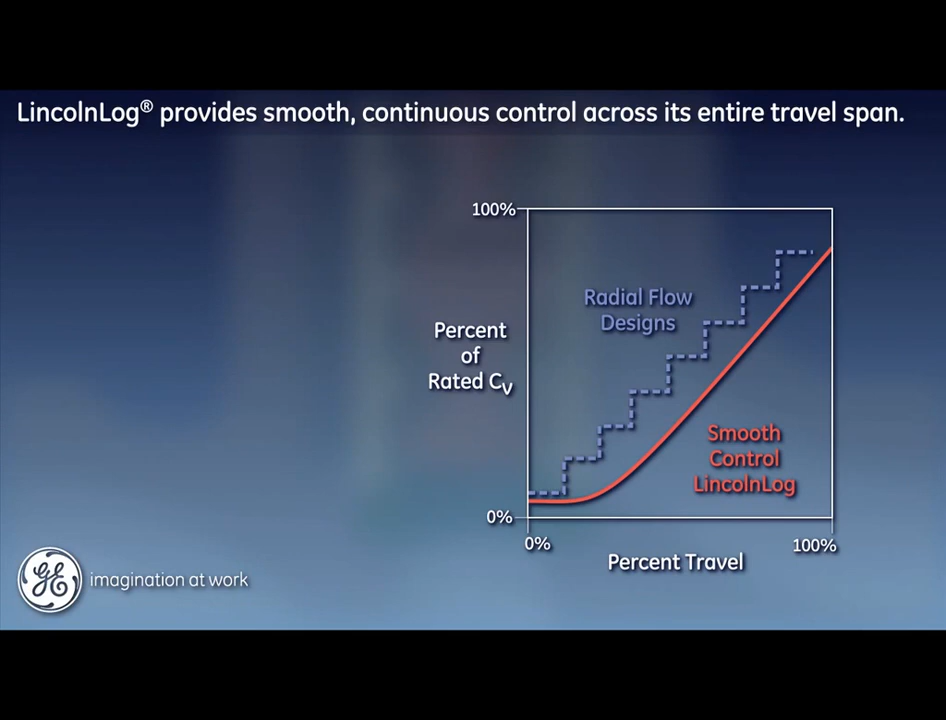 LincolnLog® provides smooth, continuous control across its entire travel span.
100%
Radial Flow
Designs
Percent
of
Rated Cv
Smooth
Control
LincolnLog
0%
0%
100%
Percent Travel
GE
imagination at work